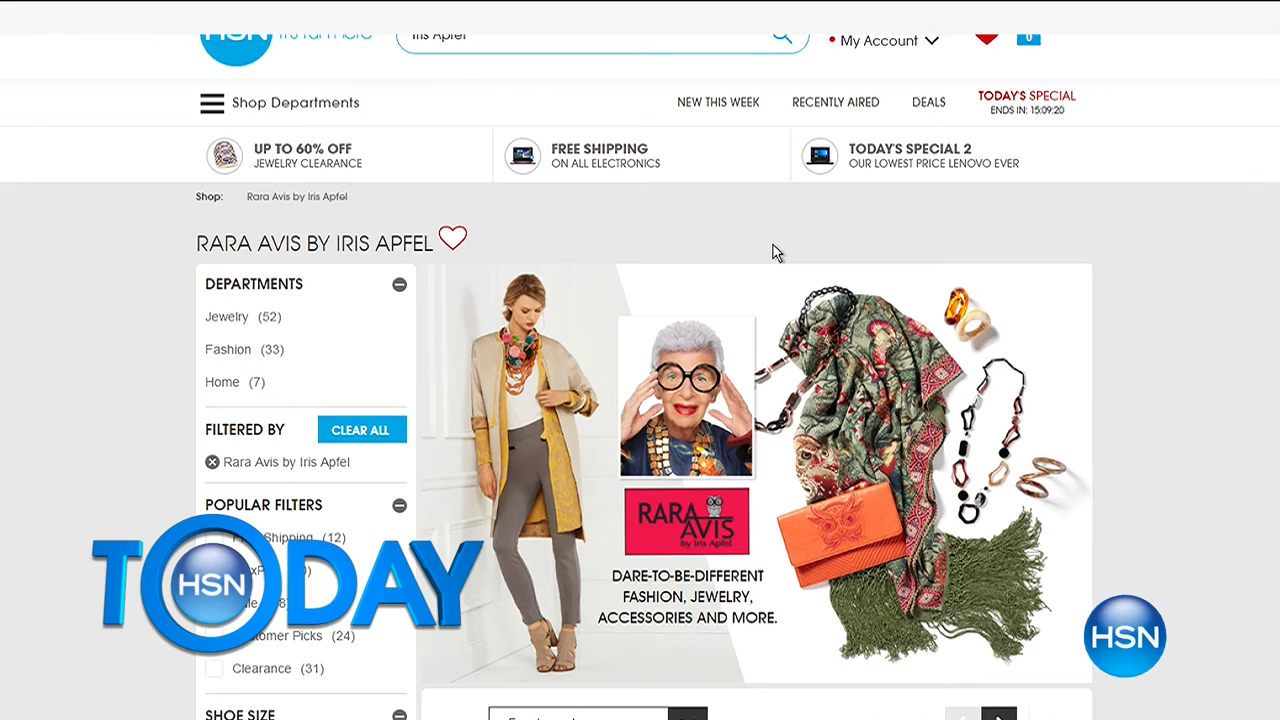 HSN
Iris Apfel
My Account
0
Shop Departments
NEW THIS WEEK
RECENTLY AIRED
DEALS
TODAY'S SPECIAL
ENDS IN: 15:09:20
UP TO 60% OFF
JEWELRY CLEARANCE
FREE SHIPPING
ON ALL ELECTRONICS
TODAY'S SPECIAL 2
OUR LOWEST PRICE LENOVO EVER
Shop: Rara Avis by Iris Apfel
RARA AVIS BY IRIS APFEL
DEPARTMENTS
Jewelry (52)
Fashion (33)
Home (7)
FILTERED BY
CLEAR ALL
Rara Avis by Iris Apfel
POPULAR FILTERS
Shipping (12)
Customer Picks (24)
Clearance (31)
SHOE SIZE
RARA
AVIS
by Iris Apfel
DARE-TO-BE-DIFFERENT
FASHION, JEWELRY,
ACCESSORIES AND MORE.
TODAY
HSN
HSN